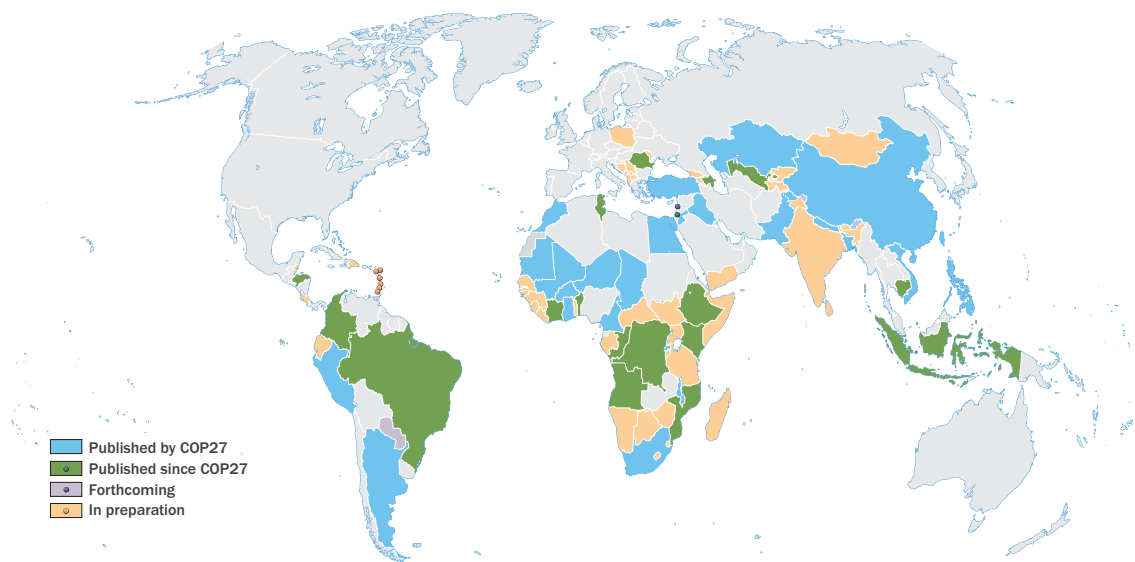 Published by COP27
Published since COP27
Forthcoming
In preparation